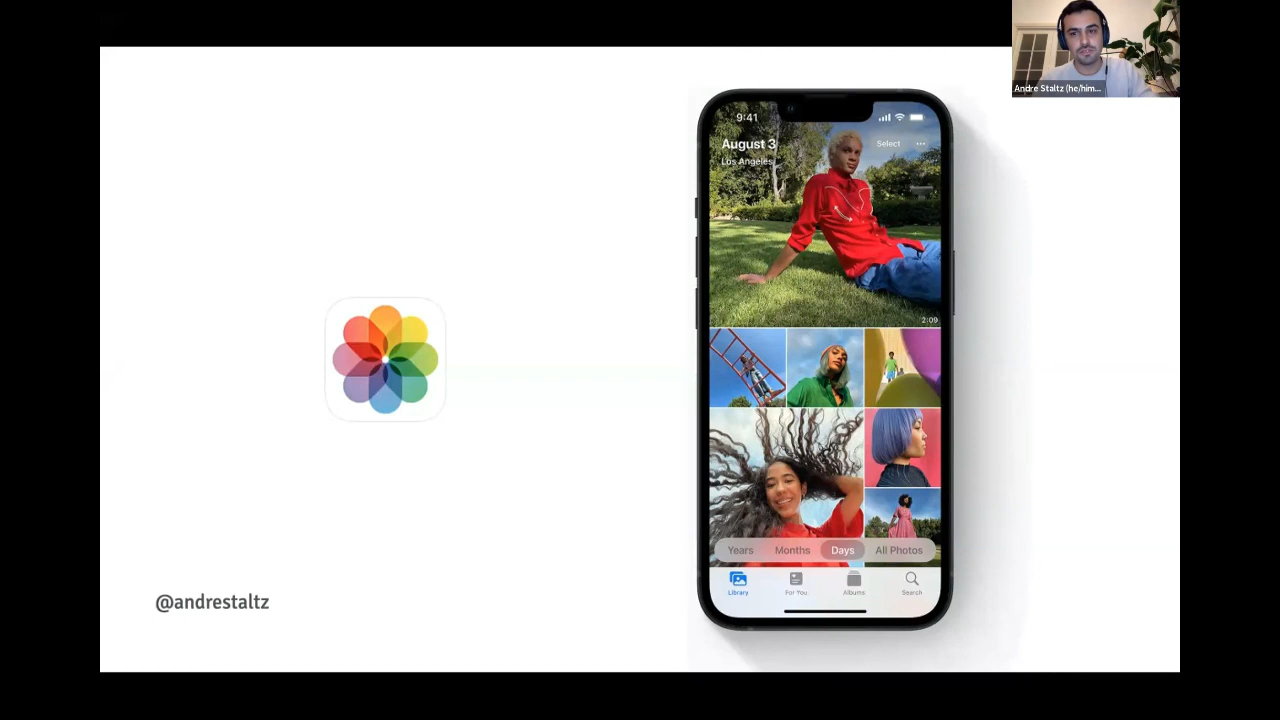 Andre Staltz (he/him...
9:41
August 3
Select
Los Angeles
2:09
Years Months Days All Photos
Library For You Albums Search
@andrestaltz